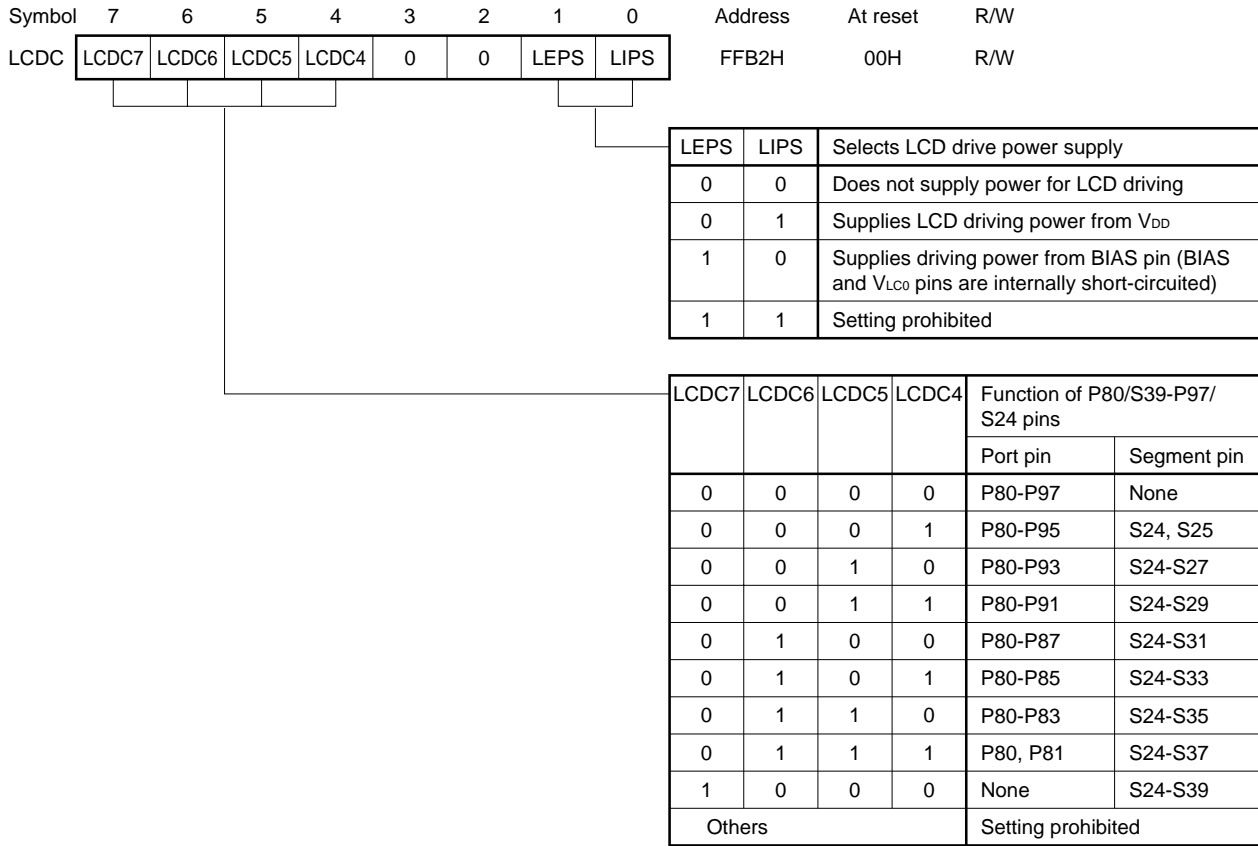 Symbol 7 6 5 4 3 2 1 0 Address At reset R/W
LCDC LCDC7 LCDC6 LCDC5 LCDC4 0 0 LEPS LIPS FFB2H 00H R/W
LEPS LIPS Selects LCD drive power supply
0 0 Does not supply power for LCD driving
0 1 Supplies LCD driving power from VDD
1 0 Supplies driving power from BIAS pin (BIAS
and VLC0 pins are internally short-circuited)
1 1 Setting prohibited
LCDC7 LCDC6 LCDC5 LCDC4 Function of P80/S39-P97/
S24 pins
Port pin Segment pin
0 0 0 0 P80-P97 None
0 0 0 1 P80-P95 S24, S25
0 0 1 0 P80-P93 S24-S27
0 0 1 1 P80-P91 S24-S29
0 1 0 0 P80-P87 S24-S31
0 1 0 1 P80-P85 S24-S33
0 1 1 0 P80-P83 S24-S35
0 1 1 1 P80, P81 S24-S37
1 0 0 0 None S24-S39
Others Setting prohibited